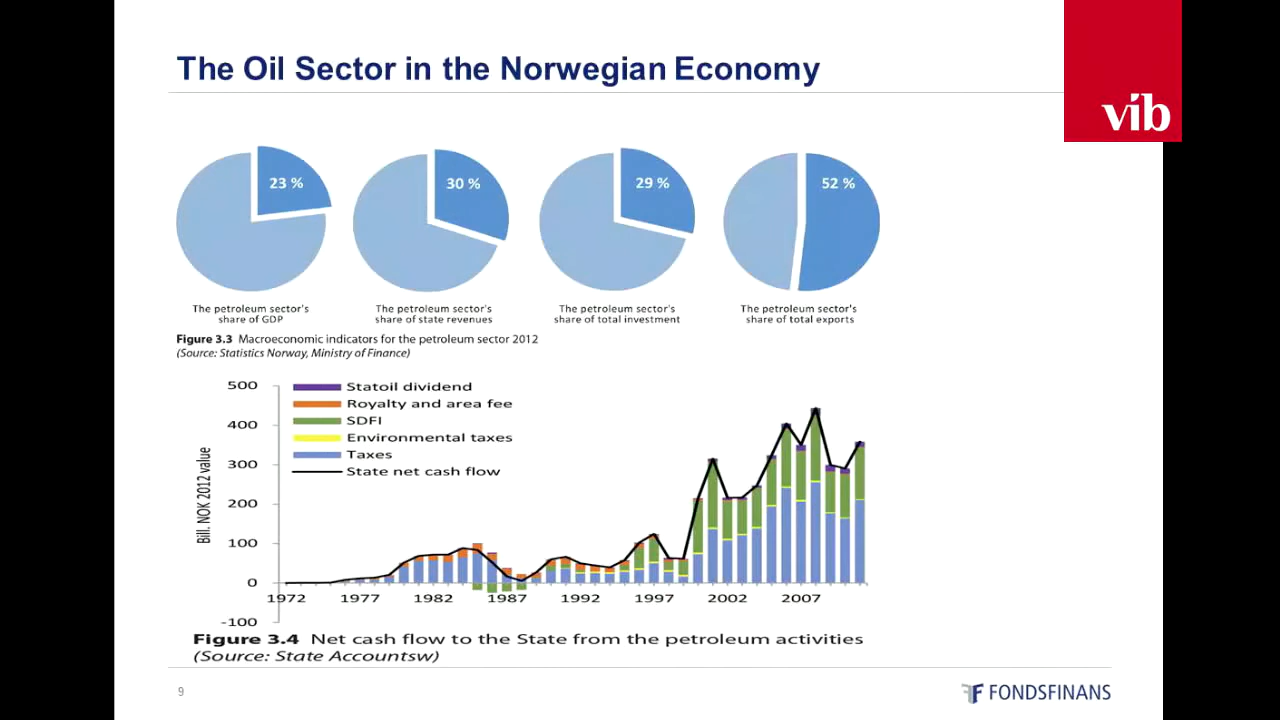 The Oil Sector in the Norwegian Economy
vib
23 %
30 %
29 %
52 %
The petroleum sector's
share of GDP
The petroleum sector's
share of state revenues
The petroleum sector's
share of total investment
The petroleum sector's
share of total exports
Figure 3.3 Macroeconomic indicators for the petroleum sector 2012
(Source: Statistics Norway, Ministry of Finance)
Bill. NOK 2012 value
500
400
300
200
100
0
-100
Statoil dividend
Royalty and area fee
SDFI
Environmental taxes
Taxes
State net cash flow
1972
1977
1982
1987
1992
1997
2002
2007
Figure 3.4 Net cash flow to the State from the petroleum activities
(Source: State Accountsw)
9
FONDSFINANS